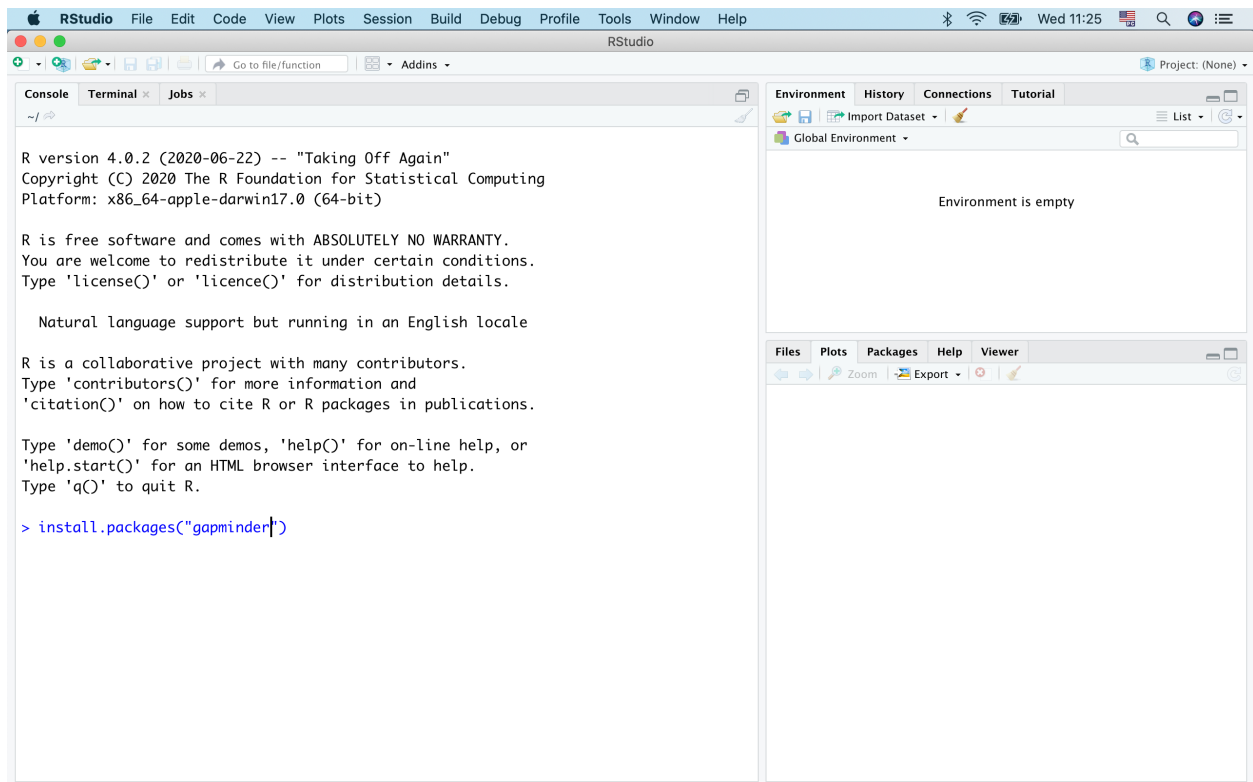 RStudio File Edit Code View Plots Session Build Debug Profile Tools Window Help Wed 11:25
RStudio
Go to file/function Addins Project: (None)
Console Terminal Jobs
~/
R version 4.0.2 (2020-06-22) -- "Taking Off Again"
Copyright (C) 2020 The R Foundation for Statistical Computing
Platform: x86_64-apple-darwin17.0 (64-bit)
R is free software and comes with ABSOLUTELY NO WARRANTY.
You are welcome to redistribute it under certain conditions.
Type 'license()' or 'licence()' for distribution details.
Natural language support but running in an English locale
R is a collaborative project with many contributors.
Type 'contributors()' for more information and
'citation()' on how to cite R or R packages in publications.
Type 'demo()' for some demos, 'help()' for on-line help, or
'help.start()' for an HTML browser interface to help.
Type 'q()' to quit R.
> install.packages("gapminder")
Environment History Connections Tutorial
Import Dataset List
Global Environment
Environment is empty
Files Plots Packages Help Viewer
Zoom Export